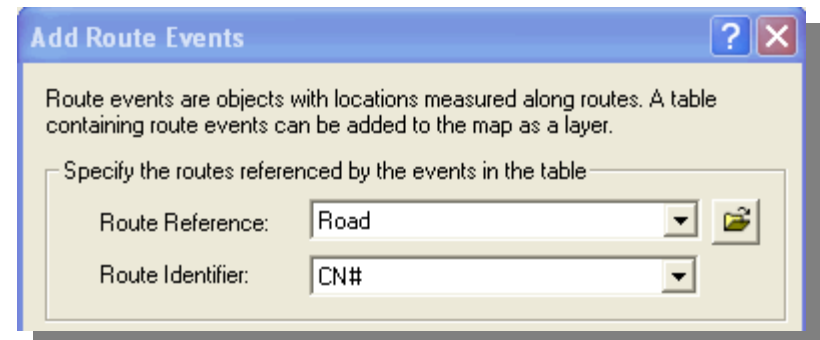 Add Route Events
?
Route events are objects with locations measured along routes. A table
containing route events can be added to the map as a layer.
Specify the routes referenced by the events in the table
Route Reference: Road
Route Identifier: CN#